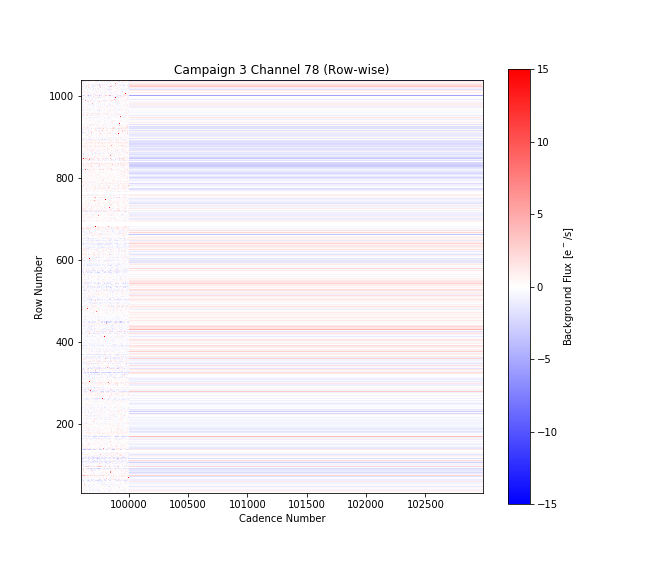 Campaign 3 Channel 78 (Row-wise)
Row Number
1000
800
600
400
200
100000 100500 101000 101500 102000 102500
Cadence Number
15
10
5
0
−5
−10
−15
Background Flux [e⁻/s]